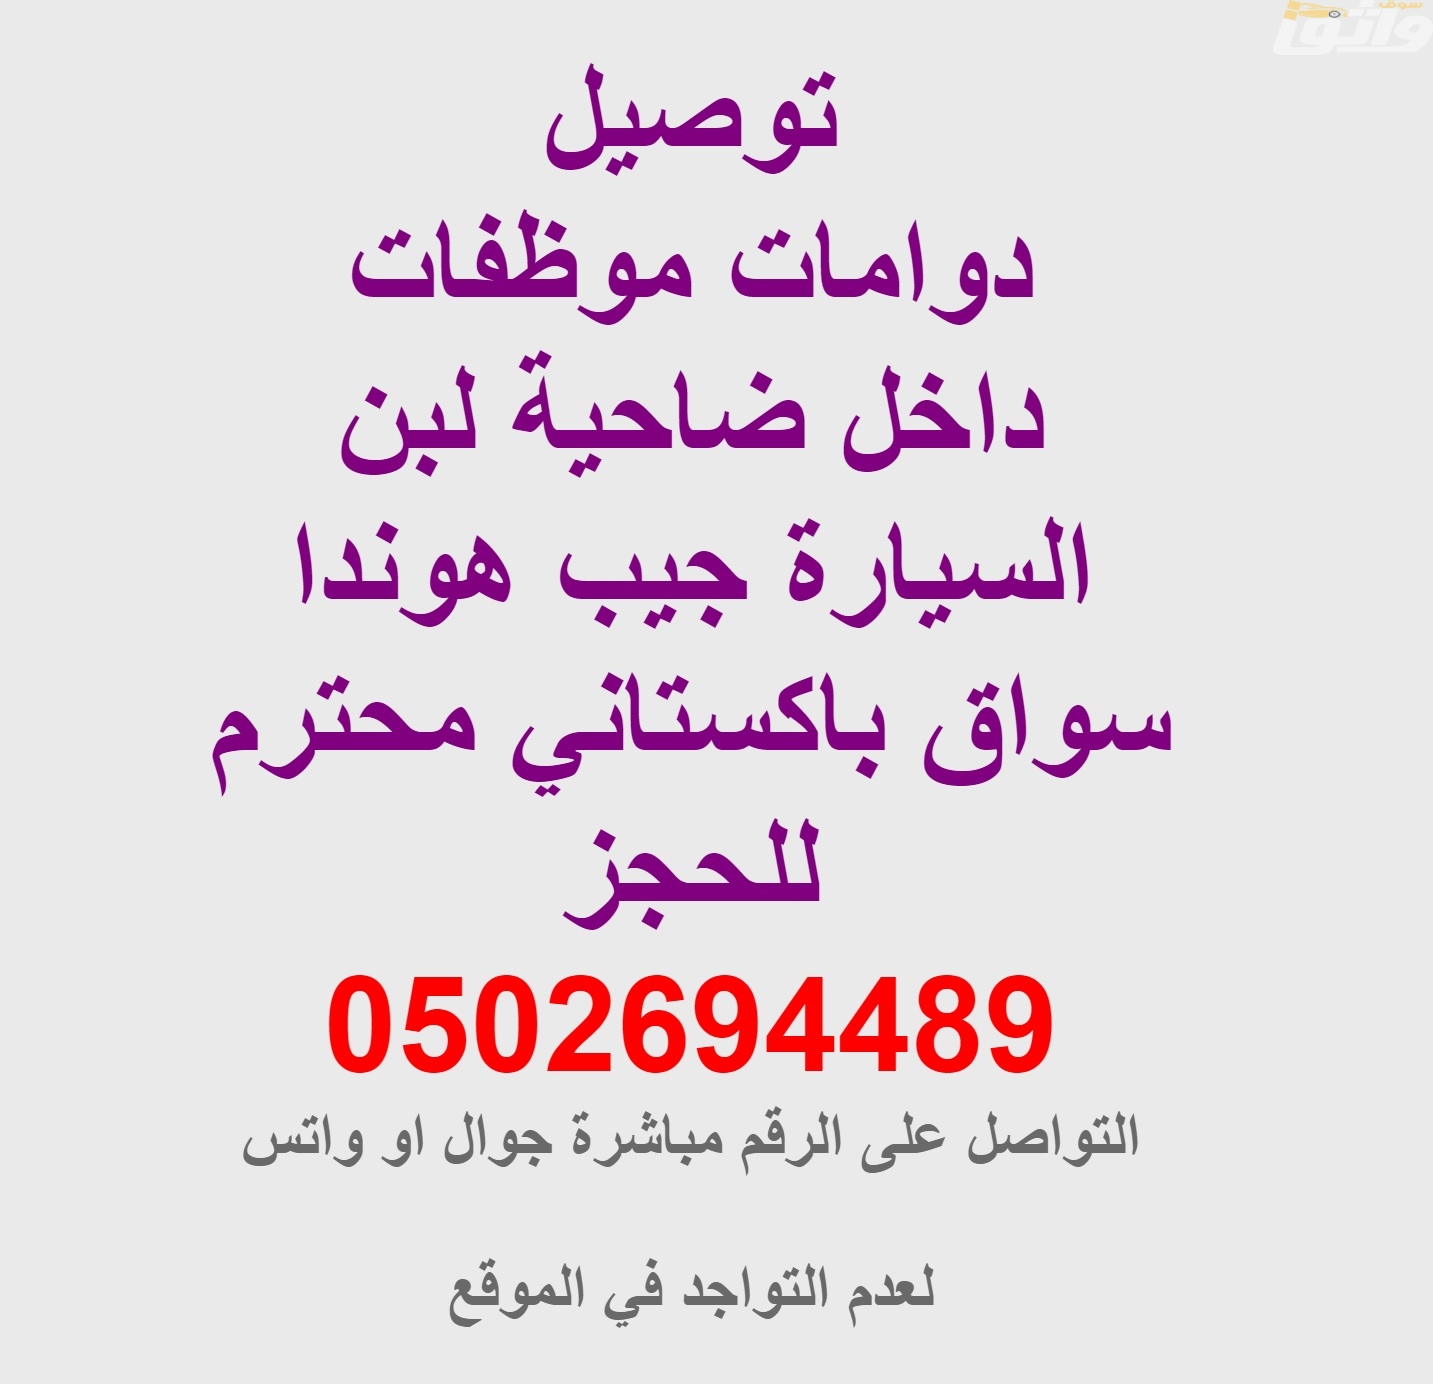 سوق
واثق
توصيل
دوامات موظفات
داخل ضاحية لبن
السيارة جيب هوندا
سواق باكستاني محترم
للحجز
0502694489
التواصل على الرقم مباشرة جوال او واتس
لعدم التواجد في الموقع